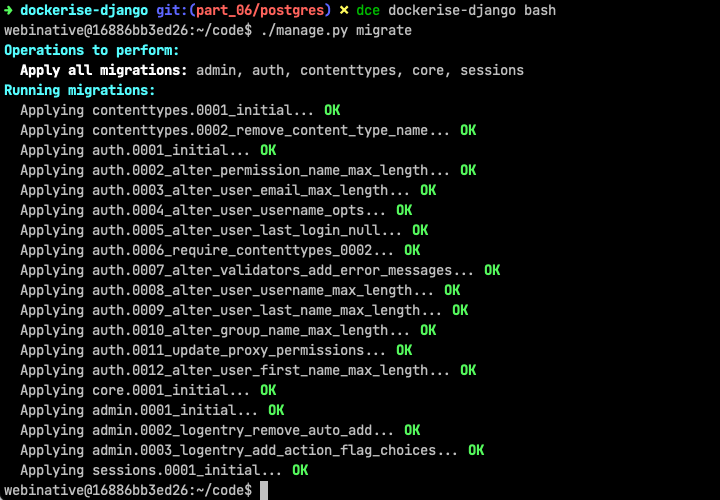 ➜ dockerise-django git:(part_06/postgres) ✗ dce dockerise-django bash
webinative@16886bb3ed26:~/code$ ./manage.py migrate
Operations to perform:
  Apply all migrations: admin, auth, contenttypes, core, sessions
Running migrations:
  Applying contenttypes.0001_initial... OK
  Applying contenttypes.0002_remove_content_type_name... OK
  Applying auth.0001_initial... OK
  Applying auth.0002_alter_permission_name_max_length... OK
  Applying auth.0003_alter_user_email_max_length... OK
  Applying auth.0004_alter_user_username_opts... OK
  Applying auth.0005_alter_user_last_login_null... OK
  Applying auth.0006_require_contenttypes_0002... OK
  Applying auth.0007_alter_validators_add_error_messages... OK
  Applying auth.0008_alter_user_username_max_length... OK
  Applying auth.0009_alter_user_last_name_max_length... OK
  Applying auth.0010_alter_group_name_max_length... OK
  Applying auth.0011_update_proxy_permissions... OK
  Applying auth.0012_alter_user_first_name_max_length... OK
  Applying core.0001_initial... OK
  Applying admin.0001_initial... OK
  Applying admin.0002_logentry_remove_auto_add... OK
  Applying admin.0003_logentry_add_action_flag_choices... OK
  Applying sessions.0001_initial... OK
webinative@16886bb3ed26:~/code$